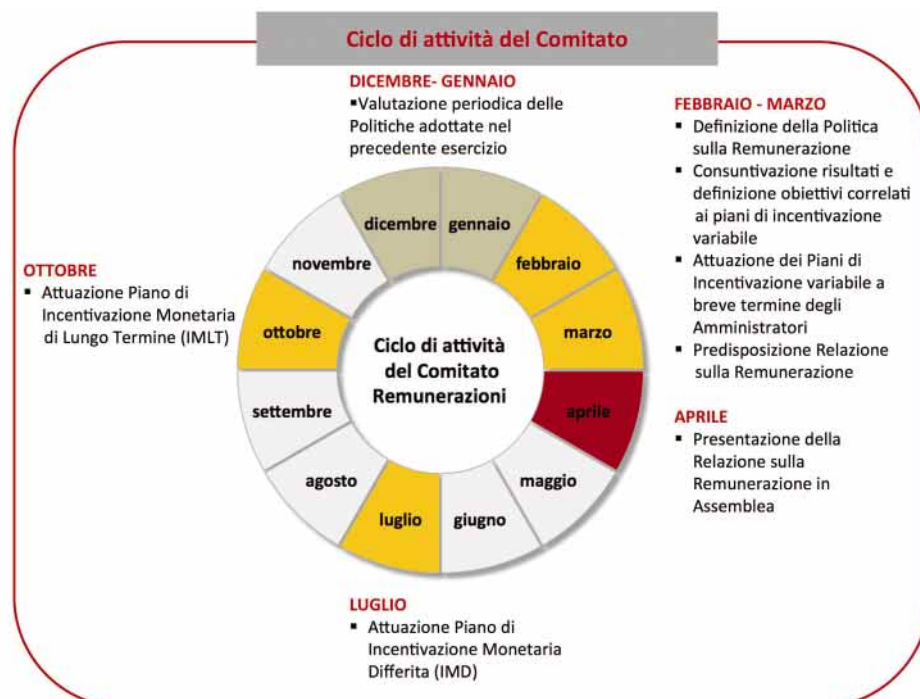 Ciclo di attività del Comitato
DICEMBRE- GENNAIO
▪Valutazione periodica delle
Politiche adottate nel
precedente esercizio
FEBBRAIO - MARZO
▪ Definizione della Politica
sulla Remunerazione
▪ Consuntivazione risultati e
definizione obiettivi correlati
ai piani di incentivazione
variabile
▪ Attuazione dei Piani di
Incentivazione variabile a
breve termine degli
Amministratori
▪ Predisposizione Relazione
sulla Remunerazione
APRILE
▪ Presentazione della
Relazione sulla
Remunerazione in
Assemblea
LUGLIO
▪ Attuazione Piano di
Incentivazione Monetaria
Differita (IMD)
OTTOBRE
▪ Attuazione Piano di
Incentivazione Monetaria
di Lungo Termine (IMLT)
gennaio
febbraio
marzo
aprile
maggio
giugno
luglio
agosto
settembre
ottobre
novembre
dicembre
Ciclo di attività
del Comitato
Remunerazioni